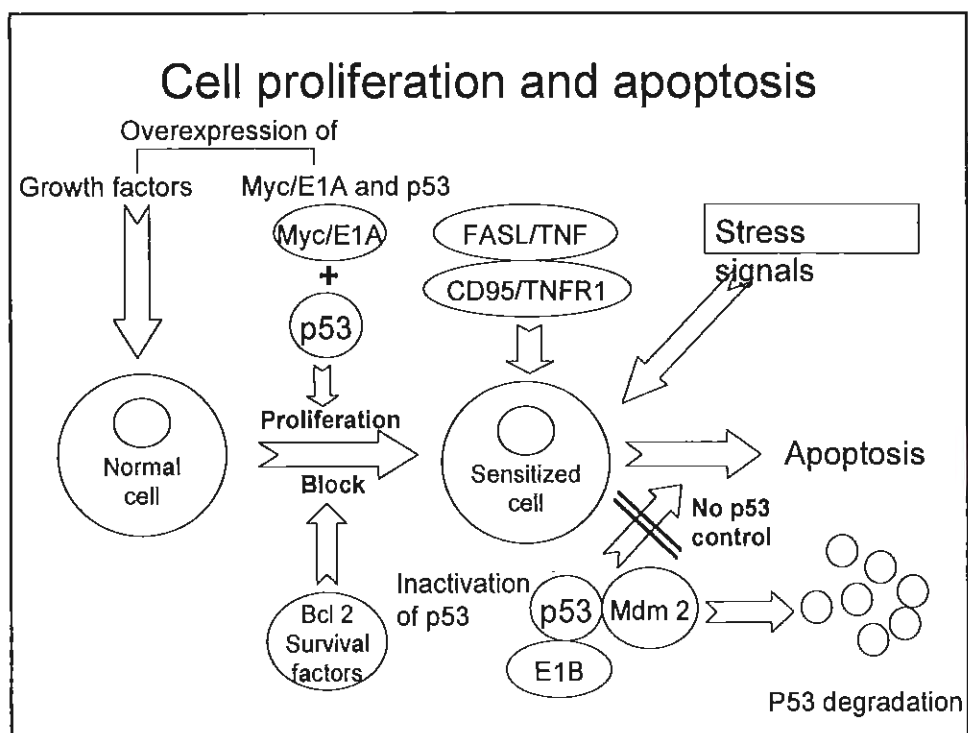 Cell proliferation and apoptosis
Overexpression of
Growth factors
Myc/E1A and p53
Myc/E1A
+
p53
FASL/TNF
CD95/TNFR1
Stress
signals
Proliferation
Block
Normal
cell
Sensitized
cell
Apoptosis
No p53
control
Bcl 2
Survival
factors
Inactivation
of p53
p53
Mdm 2
E1B
P53 degradation